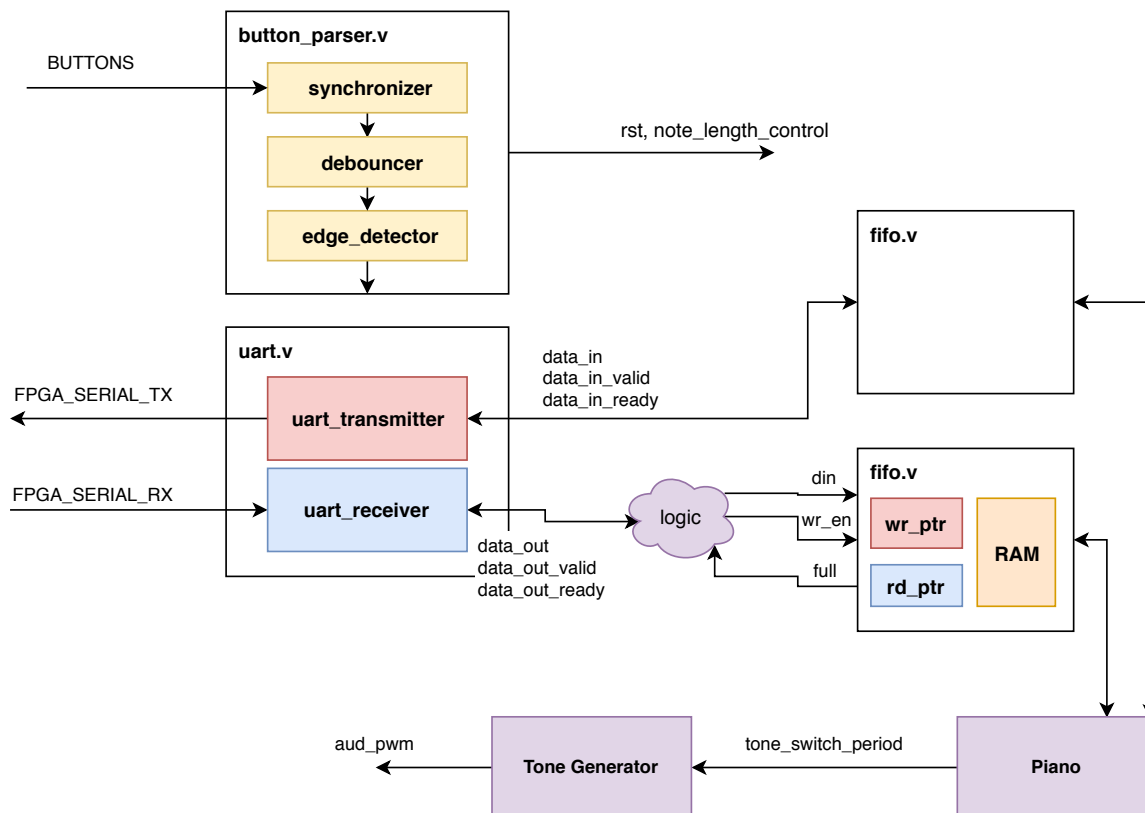 button_parser.v
BUTTONS
synchronizer
debouncer
rst, note_length_control
edge_detector
fifo.v
uart.v
data_in
data_in_valid
data_in_ready
FPGA_SERIAL_TX
uart_transmitter
FPGA_SERIAL_RX
uart_receiver
data_out
data_out_valid
data_out_ready
logic
din
wr_en
full
fifo.v
wr_ptr
rd_ptr
RAM
aud_pwm
Tone Generator
tone_switch_period
Piano